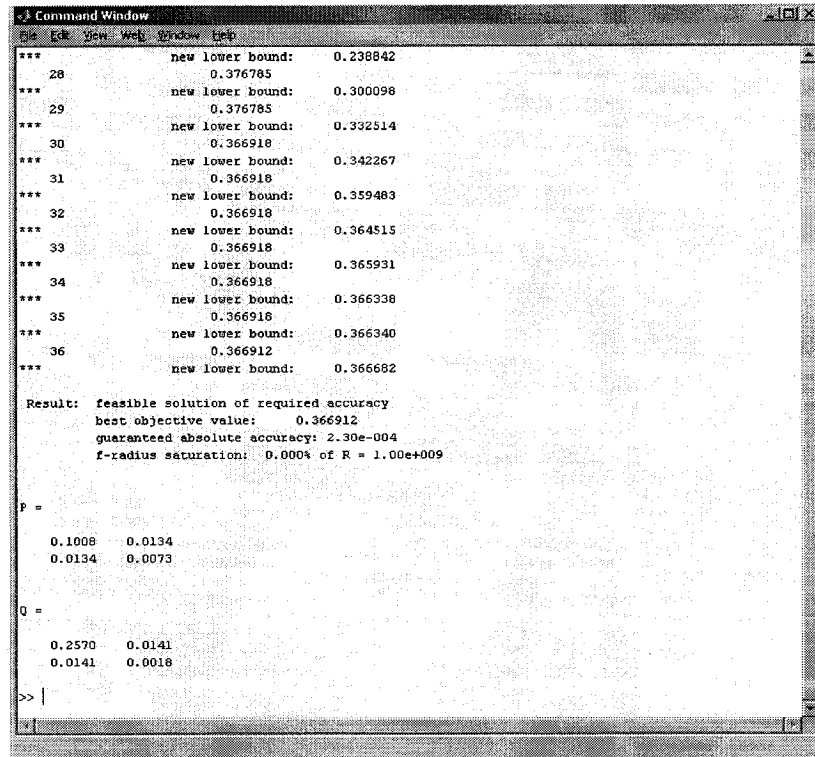 Command Window
File Edit View Web Window Help
*** new lower bound: 0.238842
28 0.376785
*** new lower bound: 0.300098
29 0.376785
*** new lower bound: 0.332514
30 0.366918
*** new lower bound: 0.342267
31 0.366918
*** new lower bound: 0.359483
32 0.366918
*** new lower bound: 0.364515
33 0.366918
*** new lower bound: 0.365931
34 0.366918
*** new lower bound: 0.366338
35 0.366918
*** new lower bound: 0.366340
36 0.366912
*** new lower bound: 0.366682
Result: feasible solution of required accuracy
best objective value: 0.366912
guaranteed absolute accuracy: 2.30e-004
f-radius saturation: 0.000% of R = 1.00e+009
P =
0.1008 0.0134
0.0134 0.0073
Q =
0.2570 0.0141
0.0141 0.0018
>>